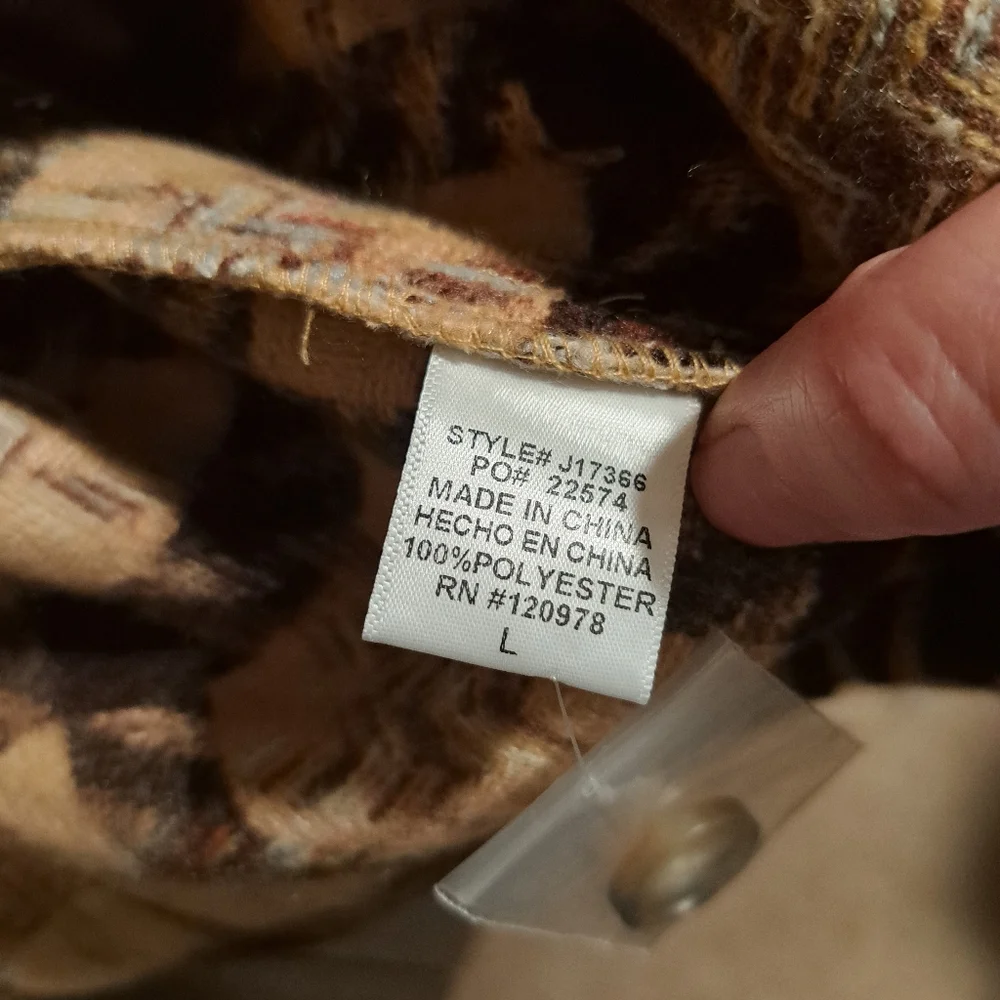 STYLE# J17366
PO# 22574
MADE IN CHINA
HECHO EN CHINA
100%POLYESTER
RN #120978
L